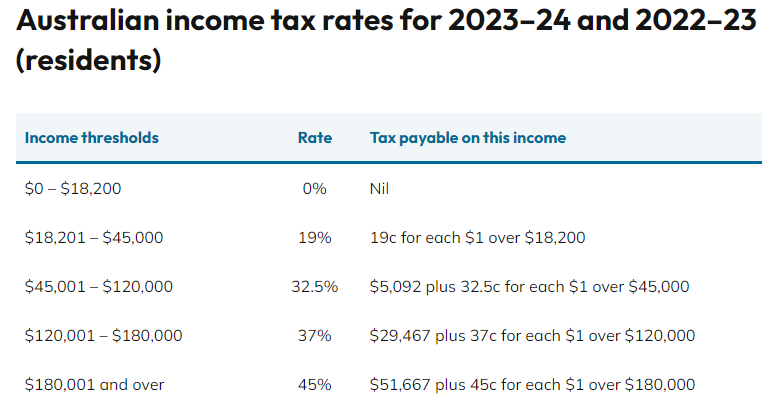 Australian income tax rates for 2023–24 and 2022–23
(residents)
Income thresholds Rate Tax payable on this income
$0 – $18,200 0% Nil
$18,201 – $45,000 19% 19c for each $1 over $18,200
$45,001 – $120,000 32.5% $5,092 plus 32.5c for each $1 over $45,000
$120,001 – $180,000 37% $29,467 plus 37c for each $1 over $120,000
$180,001 and over 45% $51,667 plus 45c for each $1 over $180,000